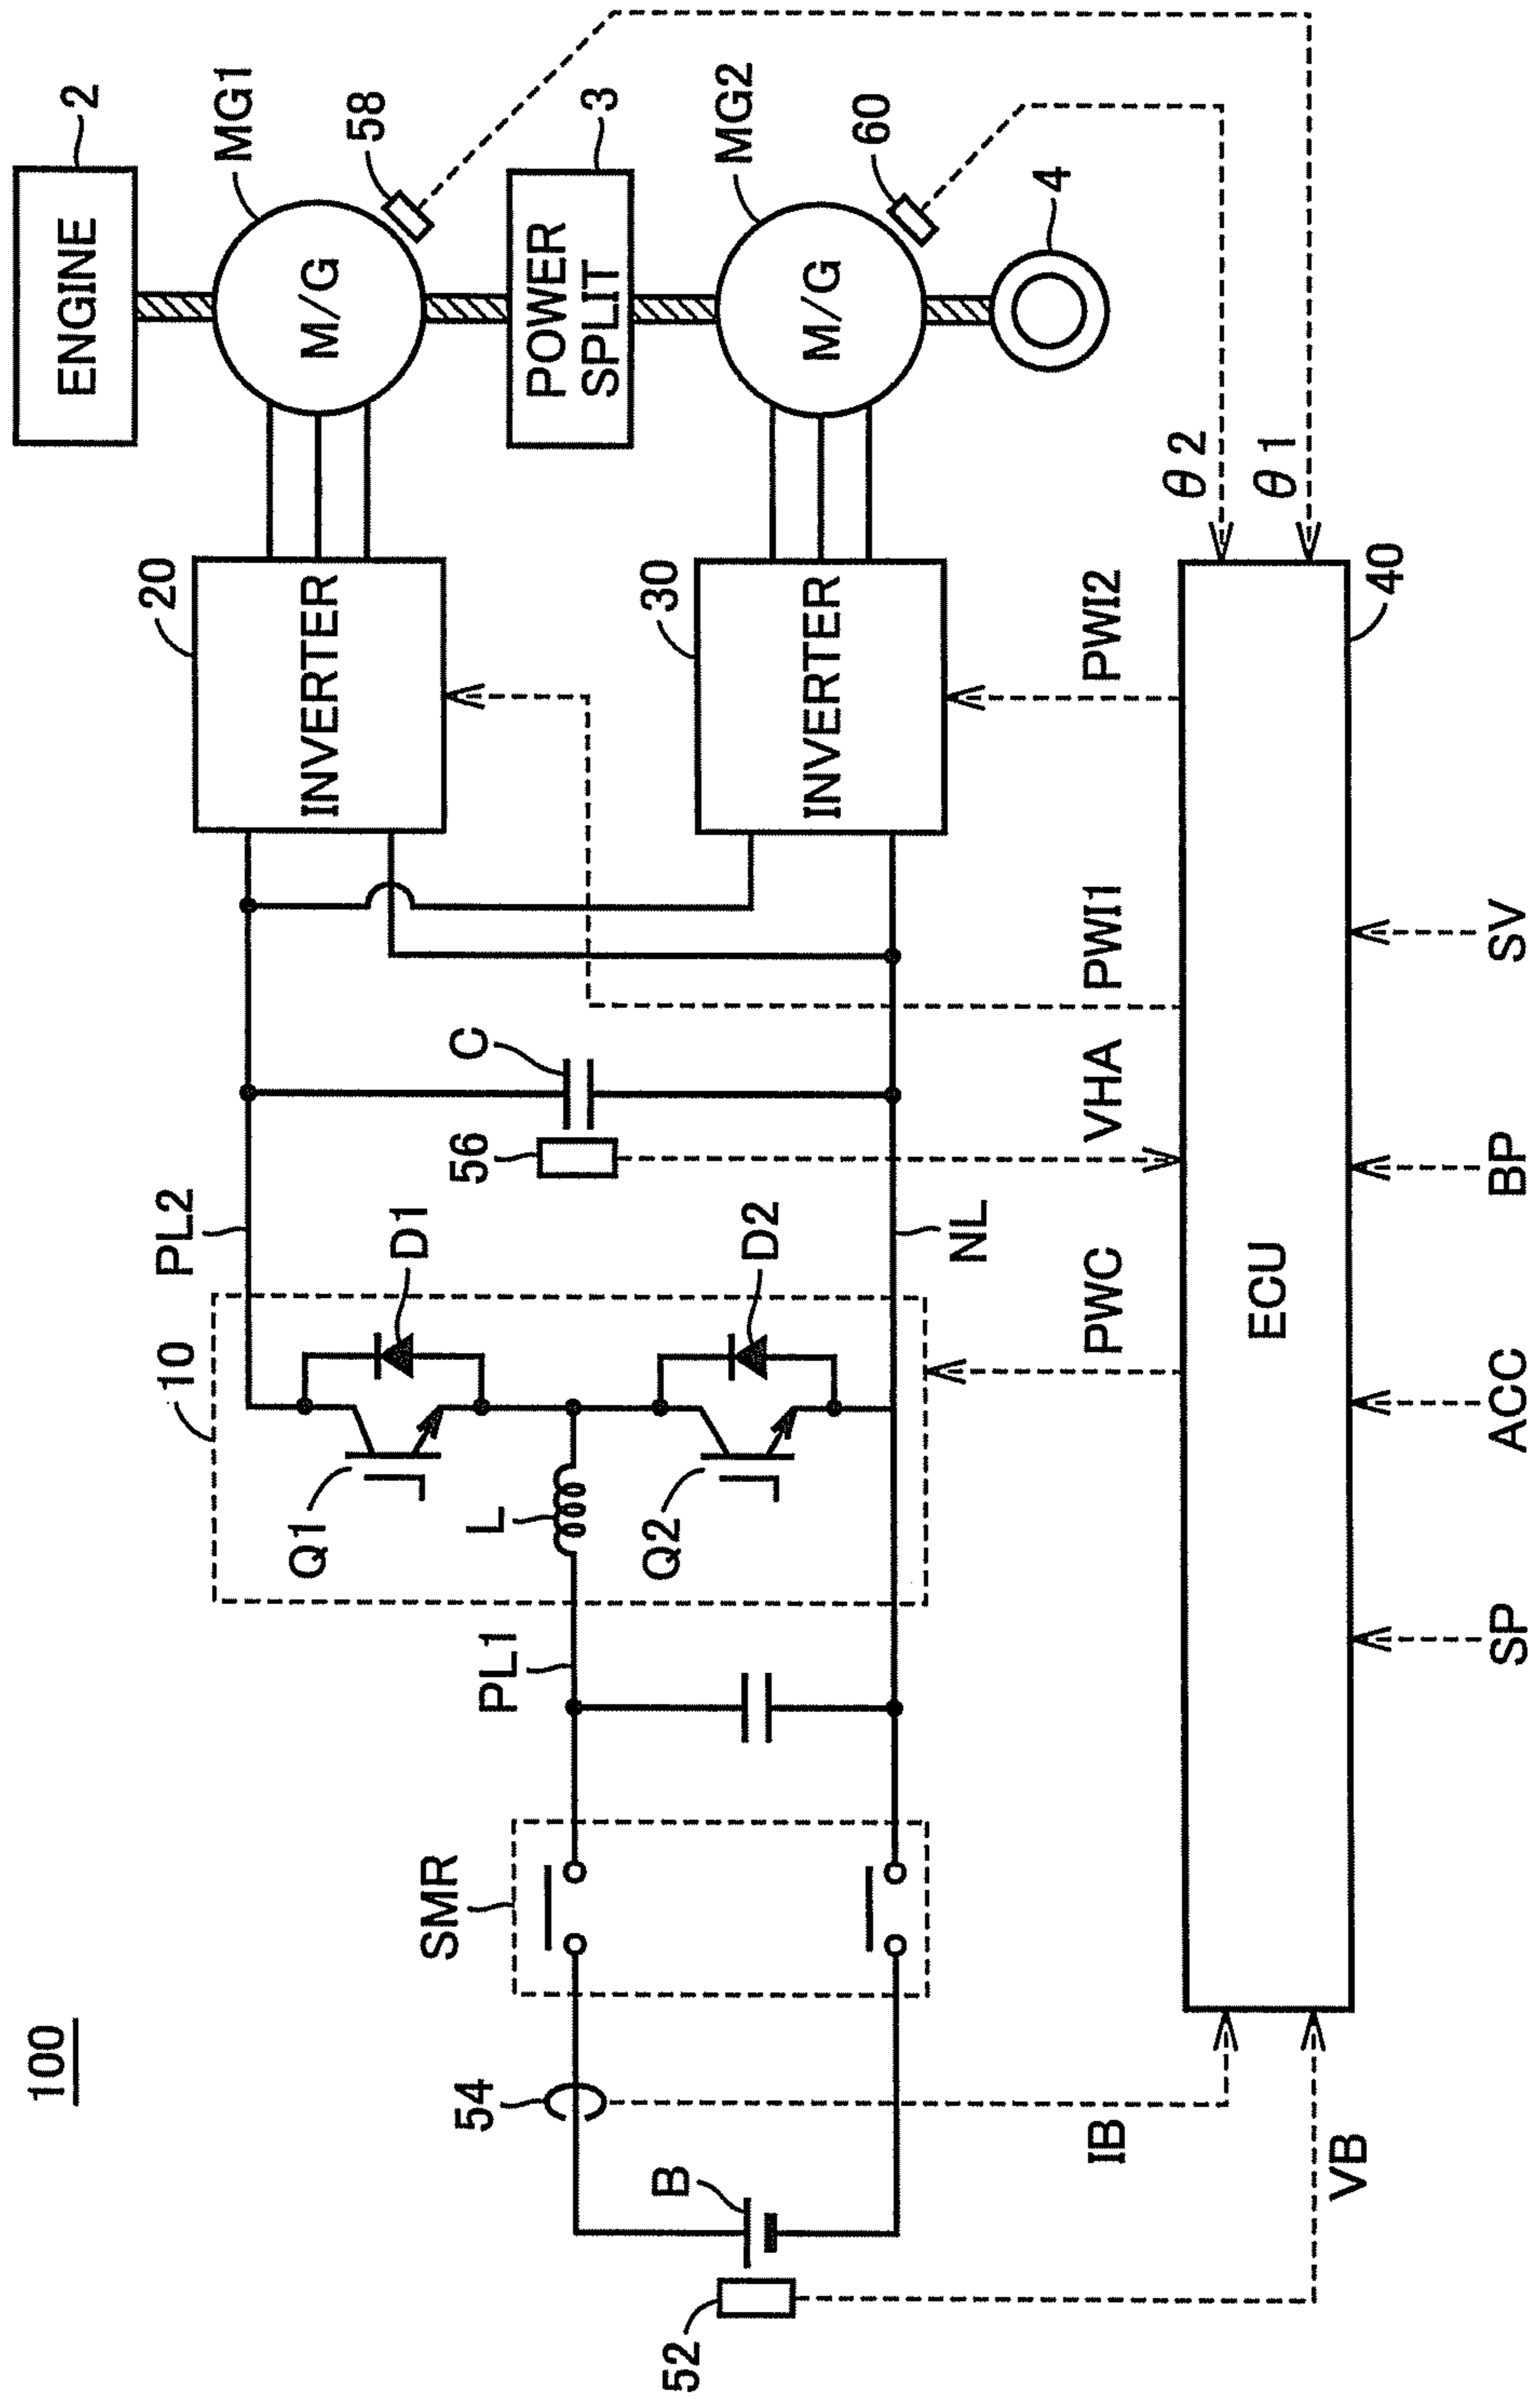 100
ENGINE
2
MG1
M/G
58
POWER
SPLIT
3
MG2
M/G
60
4
20
INVERTER
30
INVERTER
θ2
θ1
PL2
10
Q1
D1
L
Q2
D2
C
56
NL
PL1
SMR
54
B
52
IB
VB
PWC
VHA
PWI1
PWI2
ECU
40
SP
ACC
BP
SV